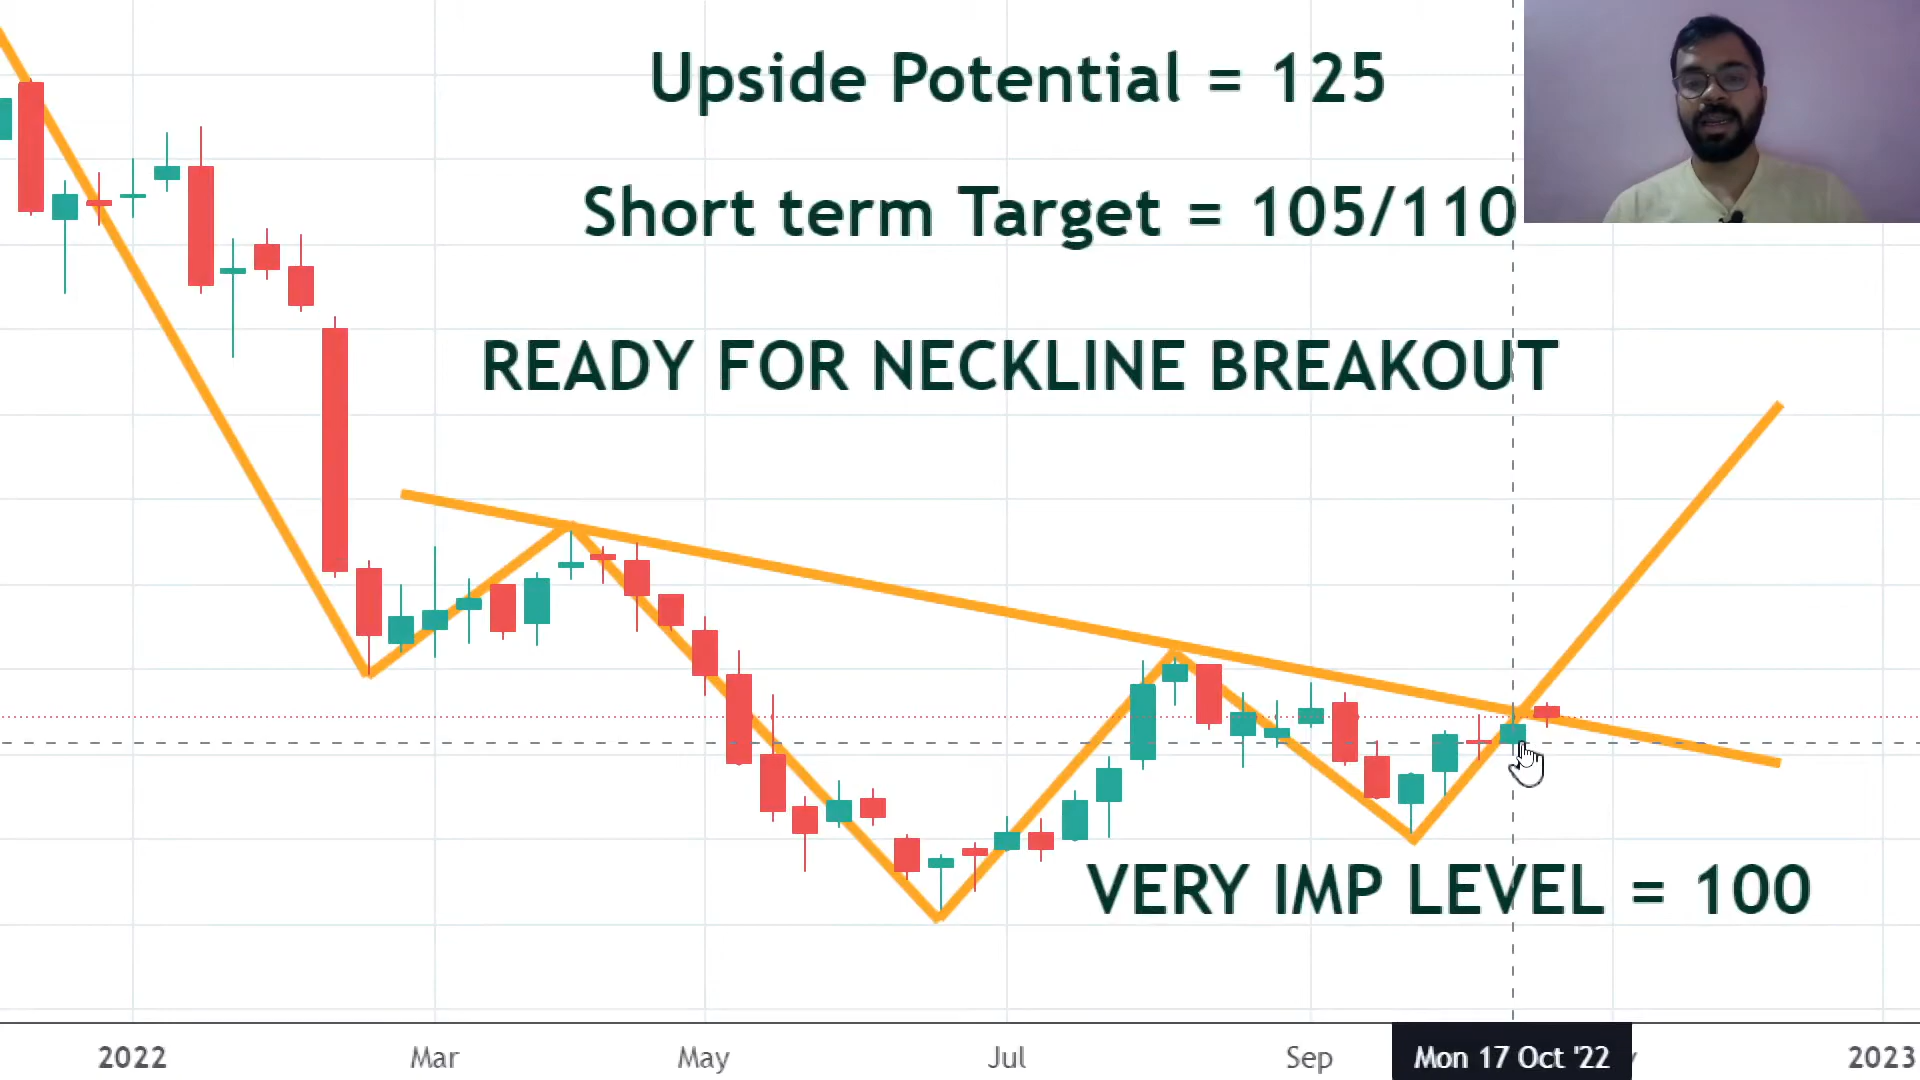 Upside Potential = 125
Short term Target = 105/110
READY FOR NECKLINE BREAKOUT
VERY IMP LEVEL = 100
2022 Mar May Jul Sep Mon 17 Oct '22 2023